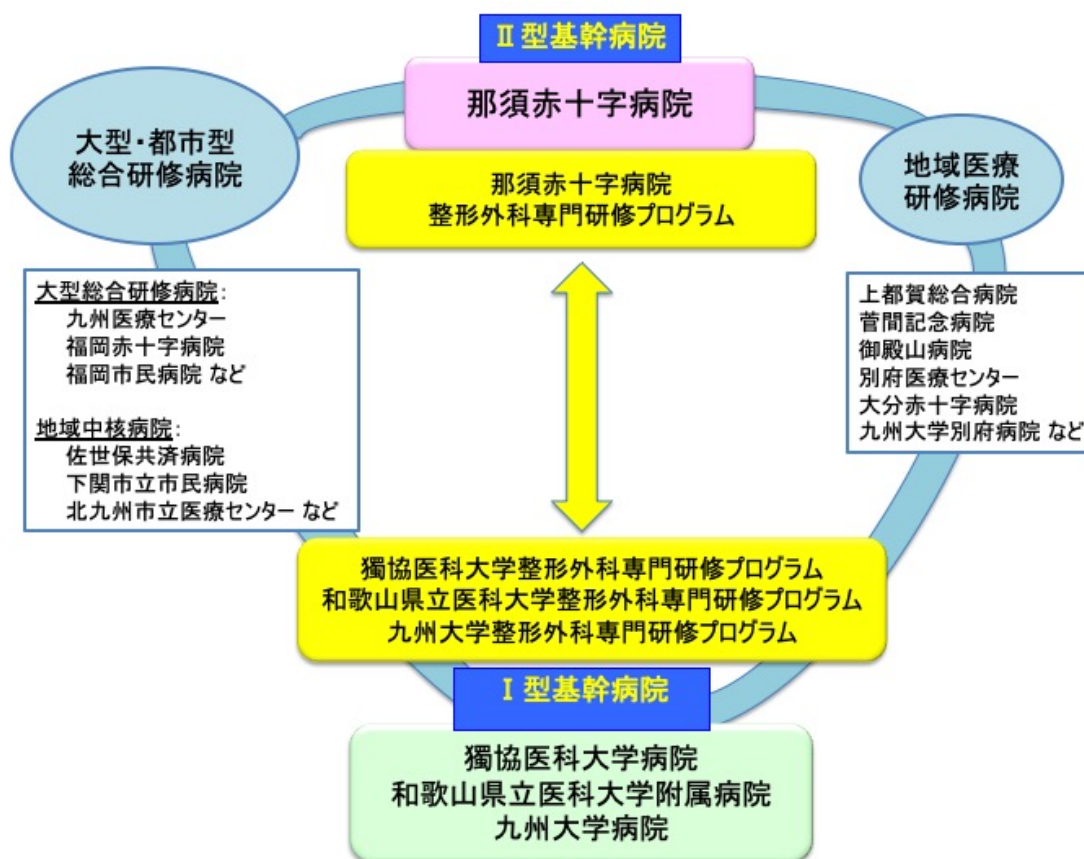 Ⅱ型基幹病院
那須赤十字病院
那須赤十字病院
整形外科専門研修プログラム
大型・都市型
総合研修病院
大型総合研修病院:
九州医療センター
福岡赤十字病院
福岡市民病院 など
地域中核病院:
佐世保共済病院
下関市立市民病院
北九州市立医療センター など
地域医療
研修病院
上都賀総合病院
菅間記念病院
御殿山病院
別府医療センター
大分赤十字病院
九州大学別府病院 など
獨協医科大学整形外科専門研修プログラム
和歌山県立医科大学整形外科専門研修プログラム
九州大学整形外科専門研修プログラム
Ⅰ型基幹病院
獨協医科大学病院
和歌山県立医科大学附属病院
九州大学病院